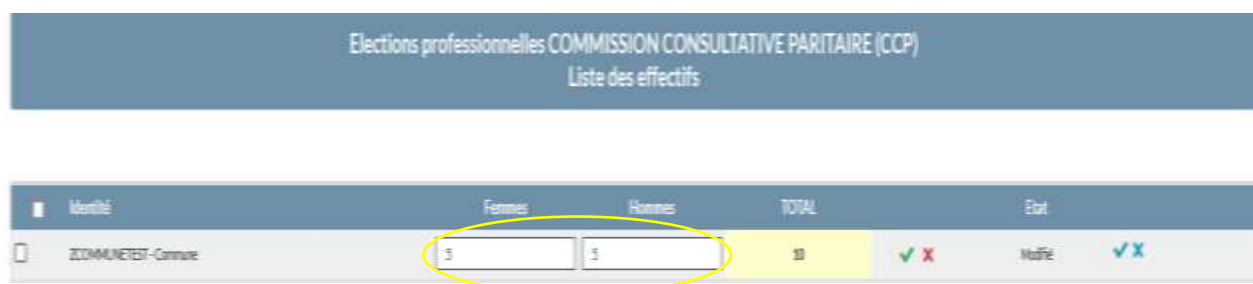 Elections professionnelles COMMISSION CONSULTATIVE PARITAIRE (CCP)
Liste des effectifs
Identité Femmes Hommes TOTAL Etat
ZCOMMUNETEST - Commune 5 5 10 Modifié